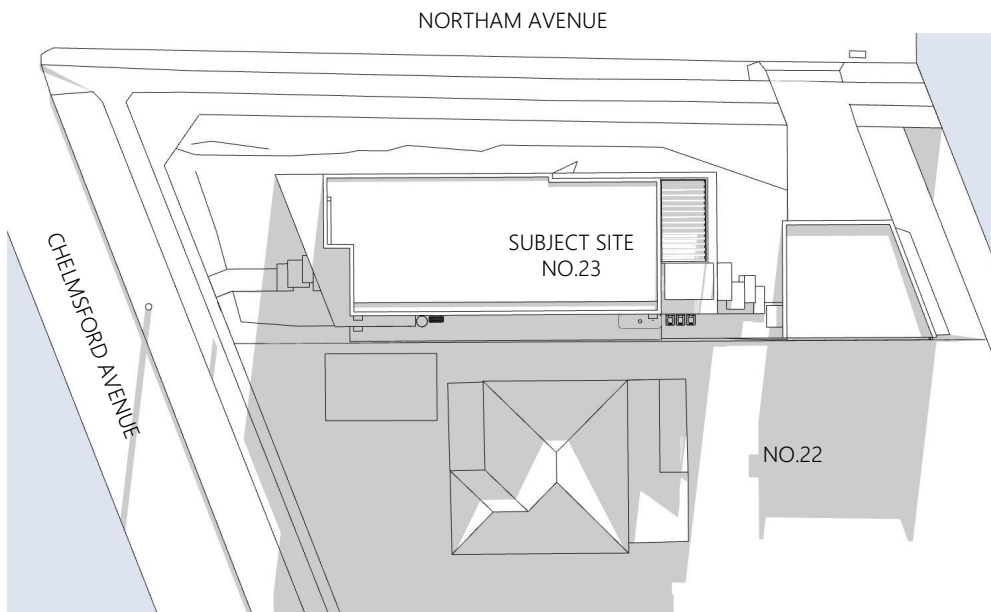 NORTHAM AVENUE
SUBJECT SITE
NO.23
CHELMSFORD AVENUE
NO.22